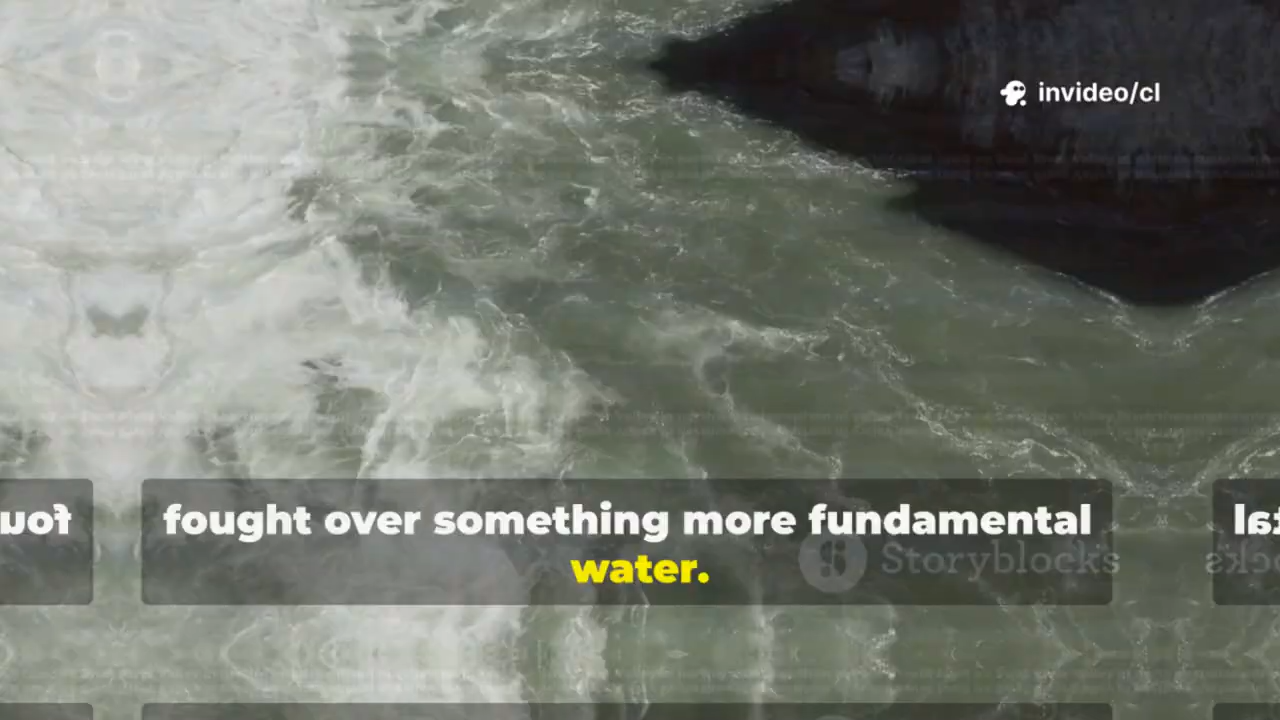 invideo/cl
fought over something more fundamental
water.
Storyblocks